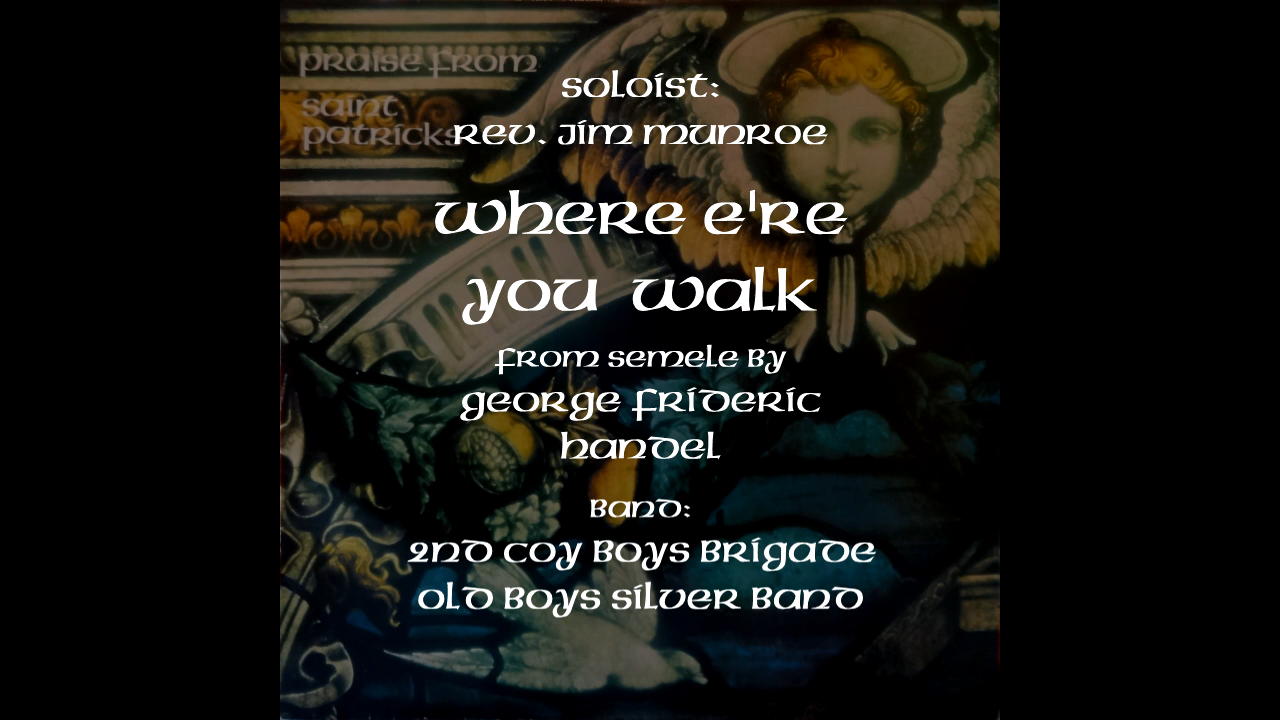 praise from
saint
patricks
soloist:
rev. jim munroe
where e're
you walk
from semele by
george frideric
handel
band:
2nd coy boys brigade
old boys silver band